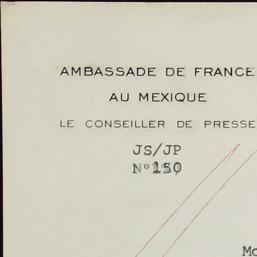 AMBASSADE DE FRANCE
AU MEXIQUE
LE CONSEILLER DE PRESSE
JS/JP
N°150